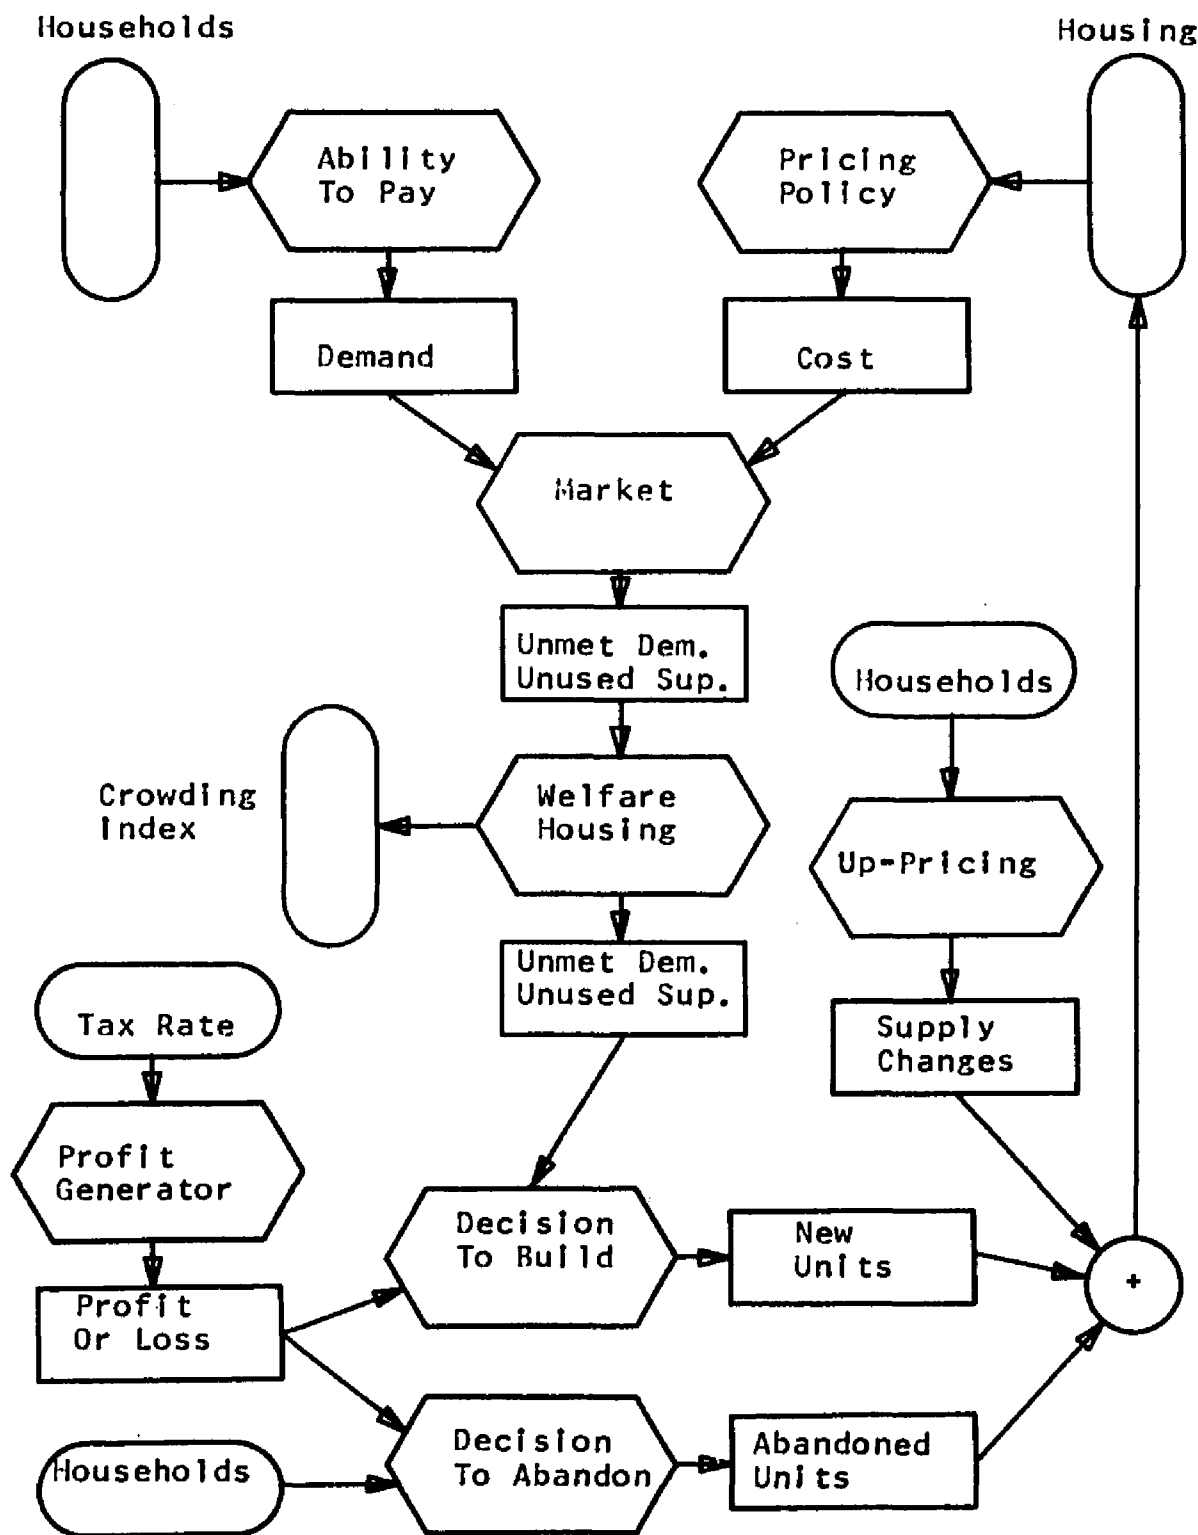 Households
Housing
Ability
To Pay
Pricing
Policy
Demand
Cost
Market
Unmet Dem.
Unused Sup.
Households
Crowding
Index
Welfare
Housing
Up-Pricing
Unmet Dem.
Unused Sup.
Tax Rate
Supply
Changes
Profit
Generator
Decision
To Build
New
Units
+
Profit
Or Loss
Decision
To Abandon
Abandoned
Units
Households